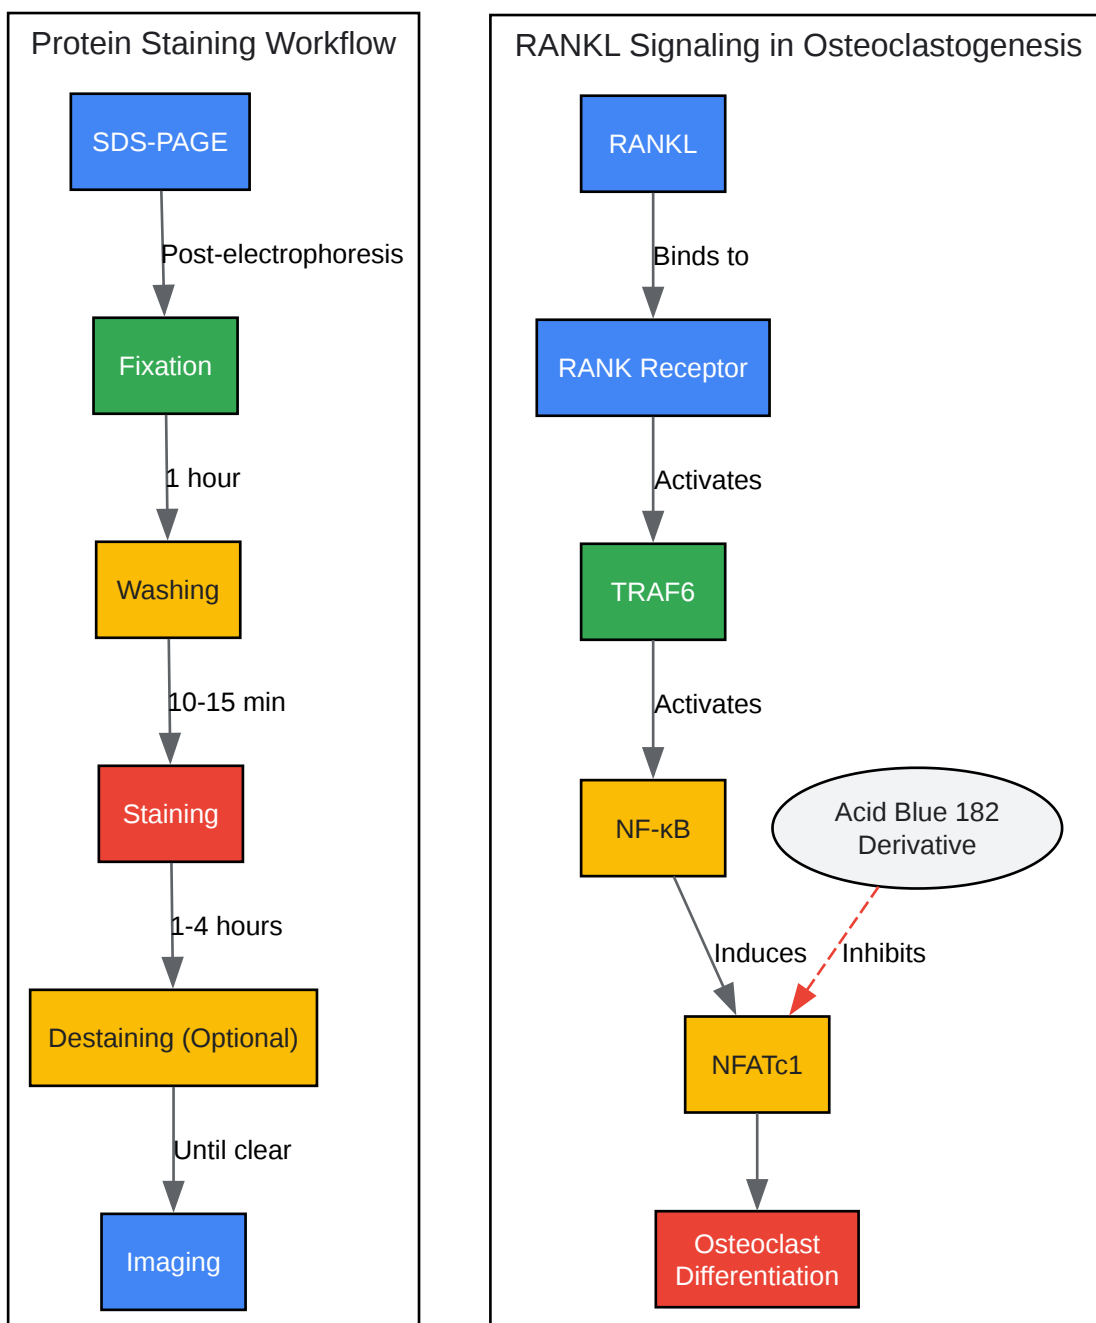 Protein Staining Workflow
SDS-PAGE
Post-electrophoresis
Fixation
1 hour
Washing
10-15 min
Staining
1-4 hours
Destaining (Optional)
Until clear
Imaging
RANKL Signaling in Osteoclastogenesis
RANKL
Binds to
RANK Receptor
Activates
TRAF6
Activates
NF-κB
Acid Blue 182
Derivative
Induces
Inhibits
NFATc1
Osteoclast
Differentiation